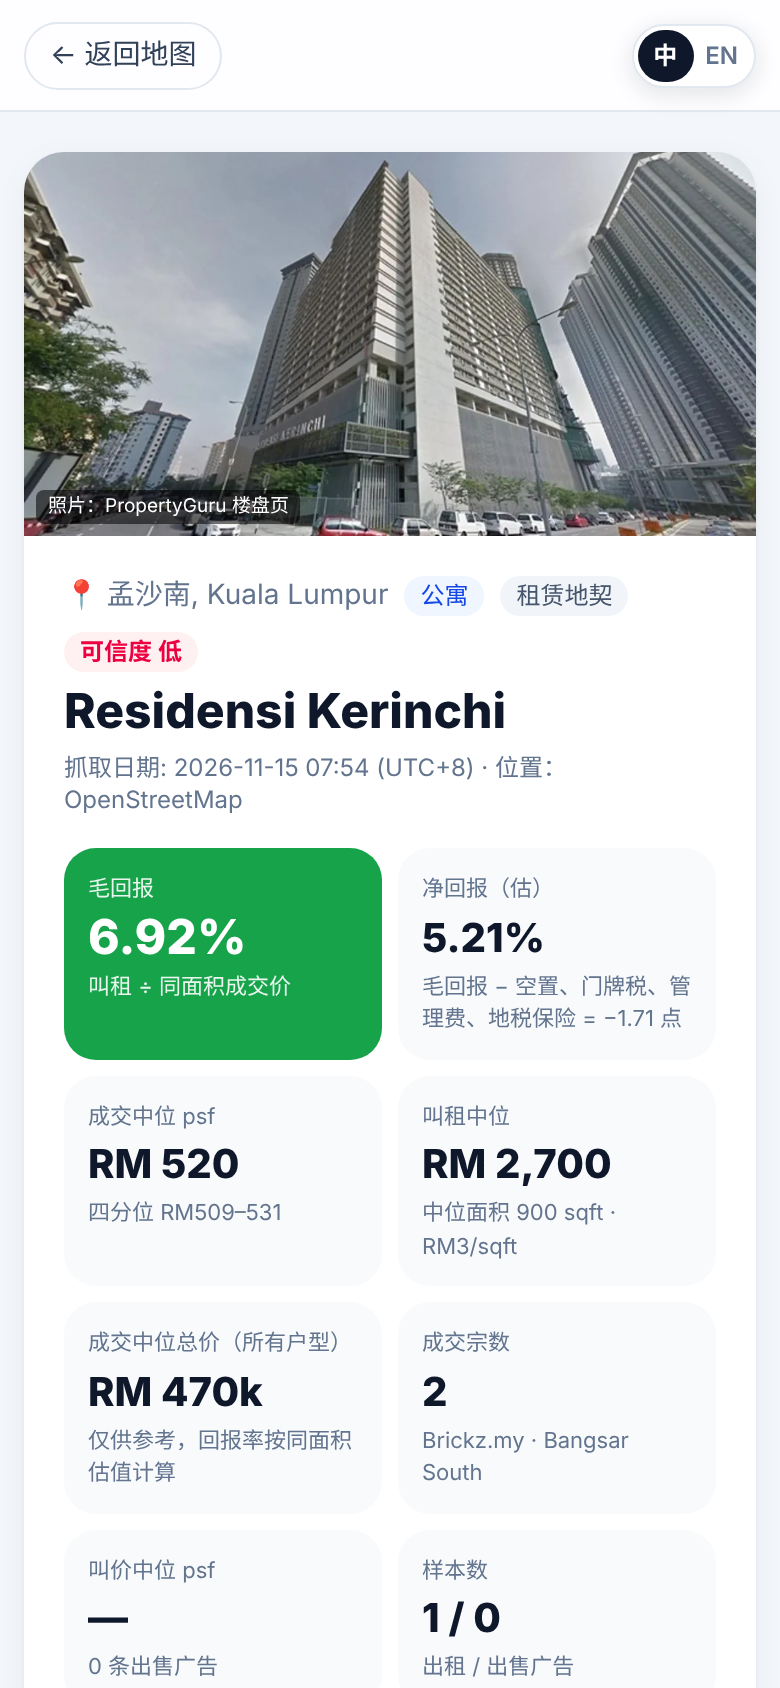 ← 返回地图
中 EN
RESIDENSI KERINCHI
照片：PropertyGuru 楼盘页
📍 孟沙南, Kuala Lumpur 公寓 租赁地契
可信度 低
Residensi Kerinchi
抓取日期: 2026-11-15 07:54 (UTC+8) · 位置：
OpenStreetMap
毛回报
6.92%
叫租 ÷ 同面积成交价
净回报（估）
5.21%
毛回报 − 空置、门牌税、管
理费、地税保险 = −1.71 点
成交中位 psf
RM 520
四分位 RM509–531
叫租中位
RM 2,700
中位面积 900 sqft ·
RM3/sqft
成交中位总价（所有户型）
RM 470k
仅供参考，回报率按同面积
估值计算
成交宗数
2
Brickz.my · Bangsar
South
叫价中位 psf
—
0 条出售广告
样本数
1 / 0
出租 / 出售广告